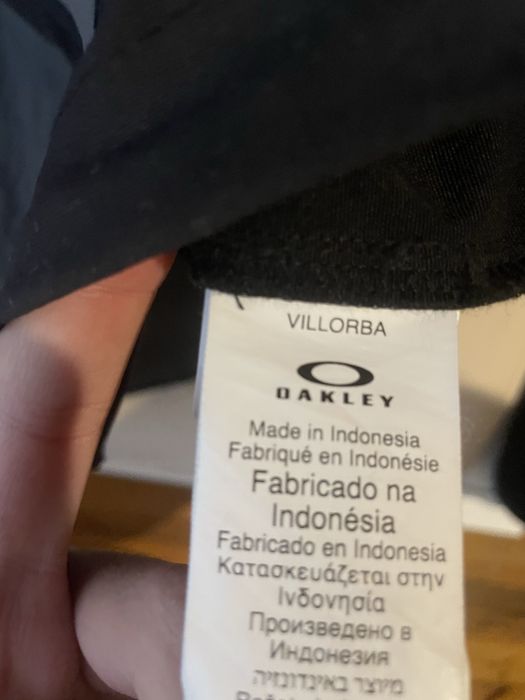 VILLORBA
OAKLEY
Made in Indonesia
Fabriqué en Indonésie
Fabricado na
Indonésia
Fabricado en Indonesia
Κατασκευάζεται στην
Ινδονησία
Произведено в
Индонезия
מיוצר באינדונזיה